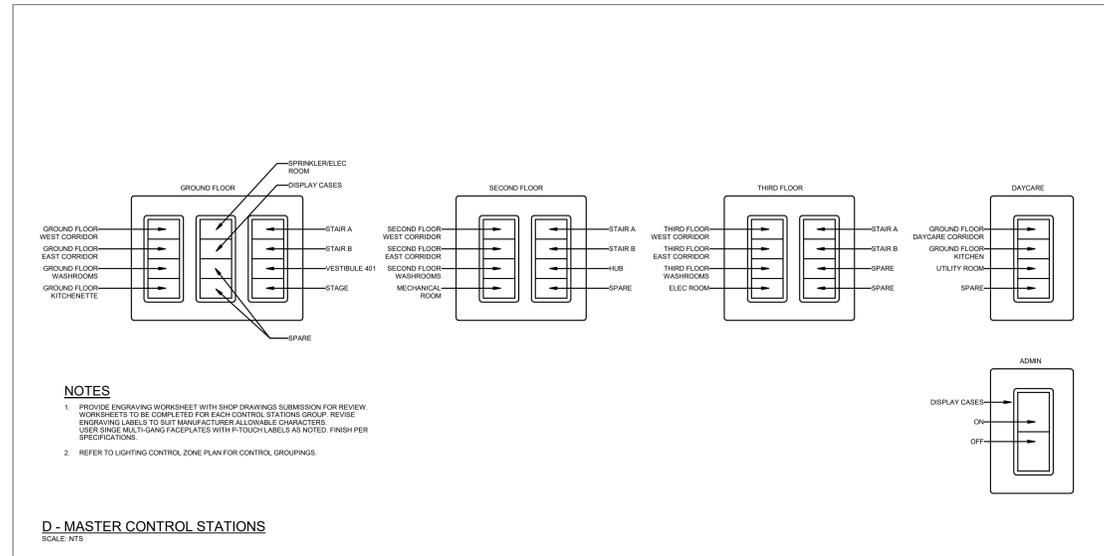 SPRINKLER/ELEC
ROOM
DISPLAY CASES
GROUND FLOOR
GROUND FLOOR
WEST CORRIDOR
GROUND FLOOR
EAST CORRIDOR
GROUND FLOOR
WASHROOMS
GROUND FLOOR
KITCHENETTE
STAIR A
STAIR B
VESTIBULE 401
STAGE
SPARE
SECOND FLOOR
SECOND FLOOR
WEST CORRIDOR
SECOND FLOOR
EAST CORRIDOR
SECOND FLOOR
WASHROOMS
MECHANICAL
ROOM
STAIR A
STAIR B
HUB
SPARE
THIRD FLOOR
THIRD FLOOR
WEST CORRIDOR
THIRD FLOOR
EAST CORRIDOR
THIRD FLOOR
WASHROOMS
ELEC ROOM
STAIR A
STAIR B
SPARE
SPARE
DAYCARE
GROUND FLOOR
DAYCARE CORRIDOR
GROUND FLOOR
KITCHEN
UTILITY ROOM
SPARE
ADMIN
DISPLAY CASES
ON
OFF
NOTES
1. PROVIDE ENGRAVING WORKSHEET WITH SHOP DRAWINGS SUBMISSION FOR REVIEW.
WORKSHEETS TO BE COMPLETED FOR EACH CONTROL STATIONS GROUP. REVISE
ENGRAVING LABELS TO SUIT MANUFACTURER ALLOWABLE CHARACTERS.
USER SINGE MULTI-GANG FACEPLATES WITH P-TOUCH LABELS AS NOTED. FINISH PER
SPECIFICATIONS.
2. REFER TO LIGHTING CONTROL ZONE PLAN FOR CONTROL GROUPINGS.
D - MASTER CONTROL STATIONS
SCALE: NTS